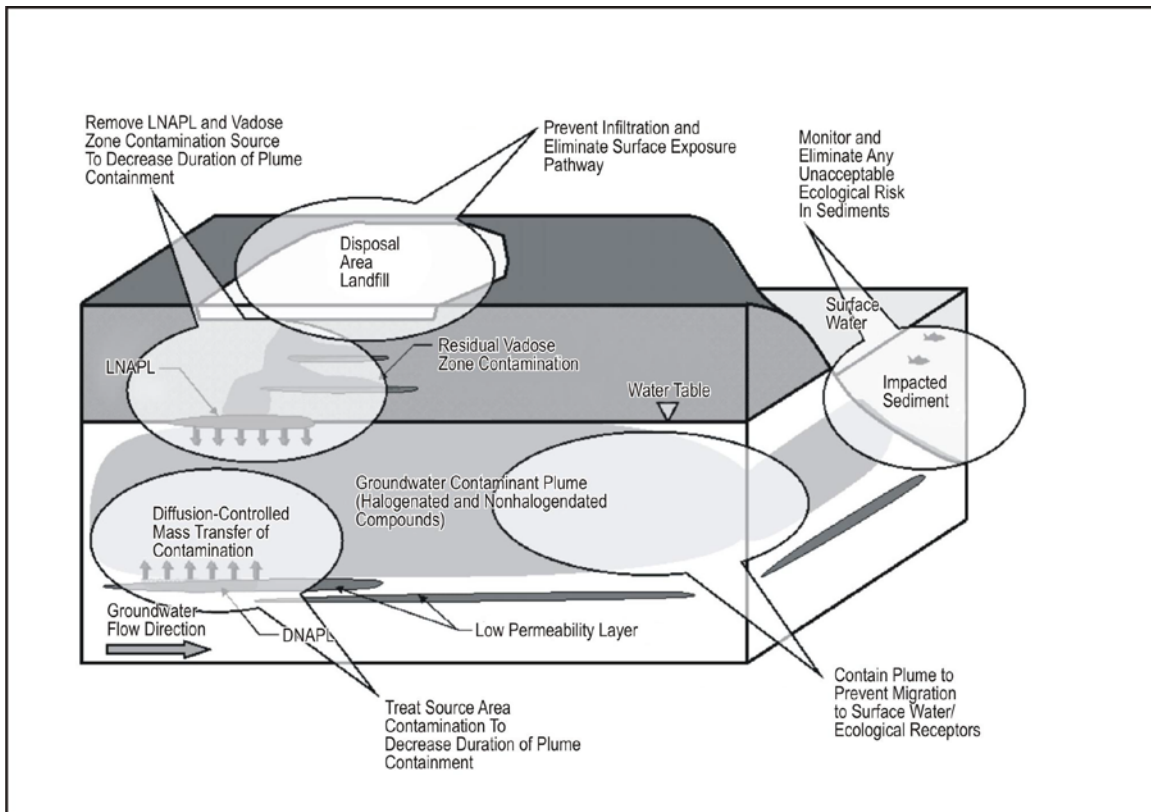 Remove LNAPL and Vadose
Zone Contamination Source
To Decrease Duration of Plume
Containment
Prevent Infiltration and
Eliminate Surface Exposure
Pathway
Monitor and
Eliminate Any
Unacceptable
Ecological Risk
In Sediments
Disposal
Area
Landfill
Surface
Water
LNAPL
Residual Vadose
Zone Contamination
Water Table
Impacted
Sediment
Groundwater Contaminant Plume
(Halogenated and Nonhalogendated
Compounds)
Diffusion-Controlled
Mass Transfer of
Contamination
Groundwater
Flow Direction
DNAPL
Low Permeability Layer
Treat Source Area
Contamination To
Decrease Duration of Plume
Containment
Contain Plume to
Prevent Migration
to Surface Water/
Ecological Receptors